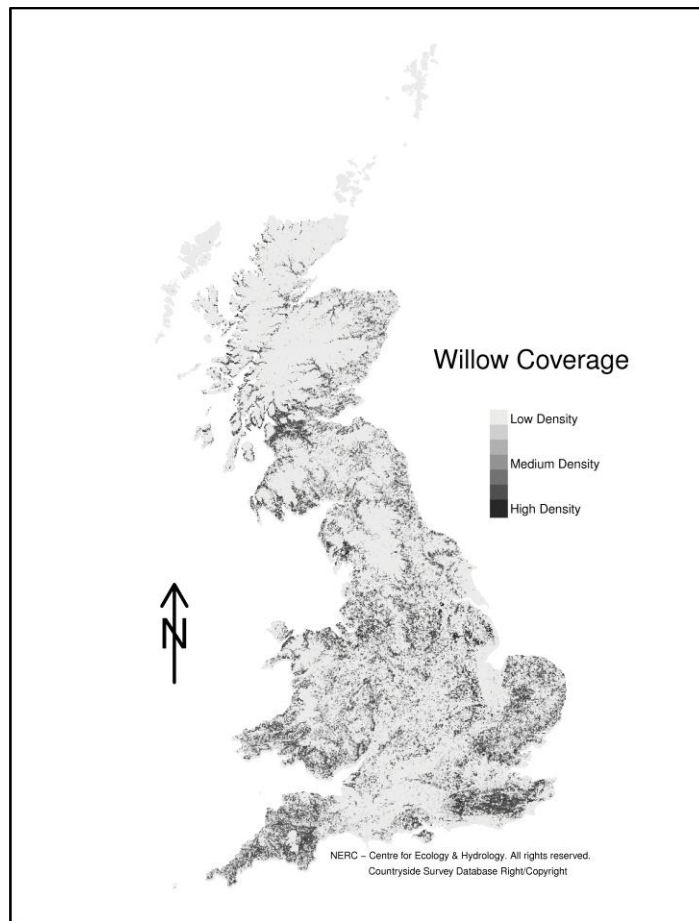 Willow Coverage
Low Density
Medium Density
High Density
N
NERC – Centre for Ecology & Hydrology. All rights reserved.
Countryside Survey Database Right/Copyright